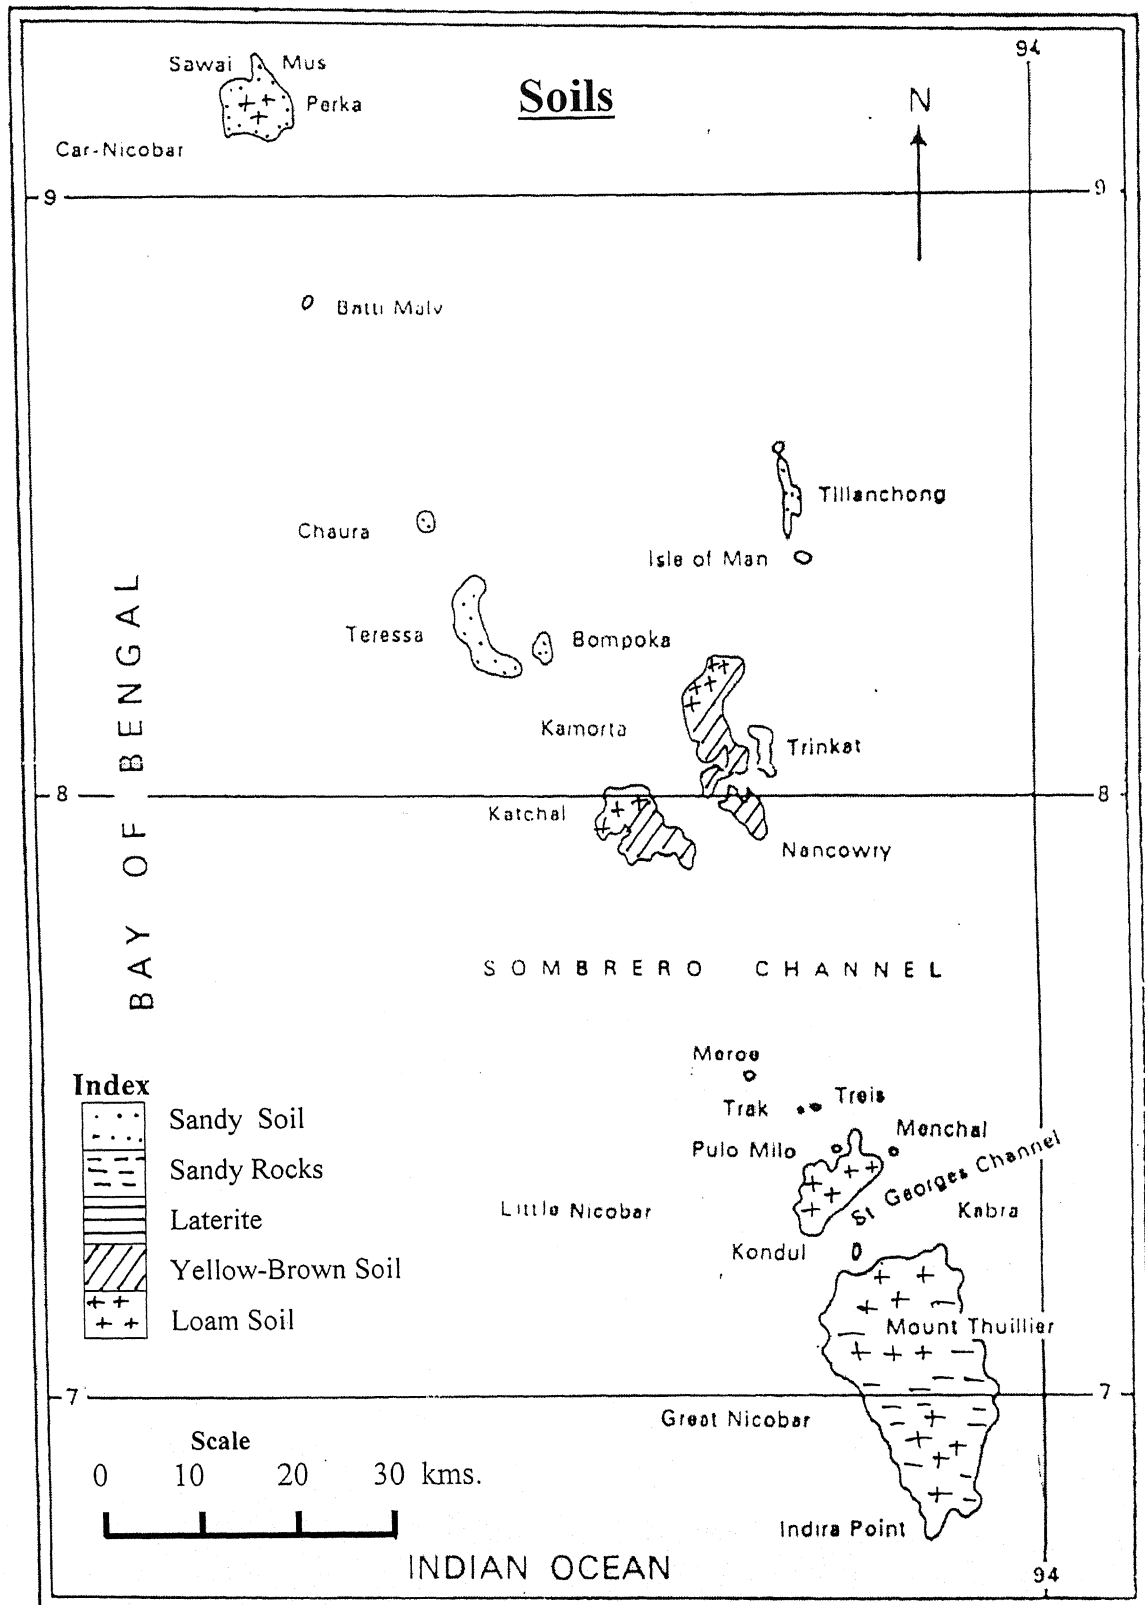 94
Soils
Sawai Mus
Perka
N
Car-Nicobar
9 9
Batti Malv
Tillanchong
Chaura
Isle of Man
Teressa
Bompoka
Kamorta
Trinkat
8 8
Katchal
Nancowry
BAY OF BENGAL
SOMBRERO CHANNEL
Meroe
Trak Treis
Menchal
Pulo Milo
St Georges Channel
Little Nicobar
Kabra
Kondul
Mount Thuillier
Index
Sandy Soil
Sandy Rocks
Laterite
Yellow-Brown Soil
Loam Soil
7 7
Great Nicobar
Scale
0 10 20 30 kms.
Indira Point
INDIAN OCEAN
94